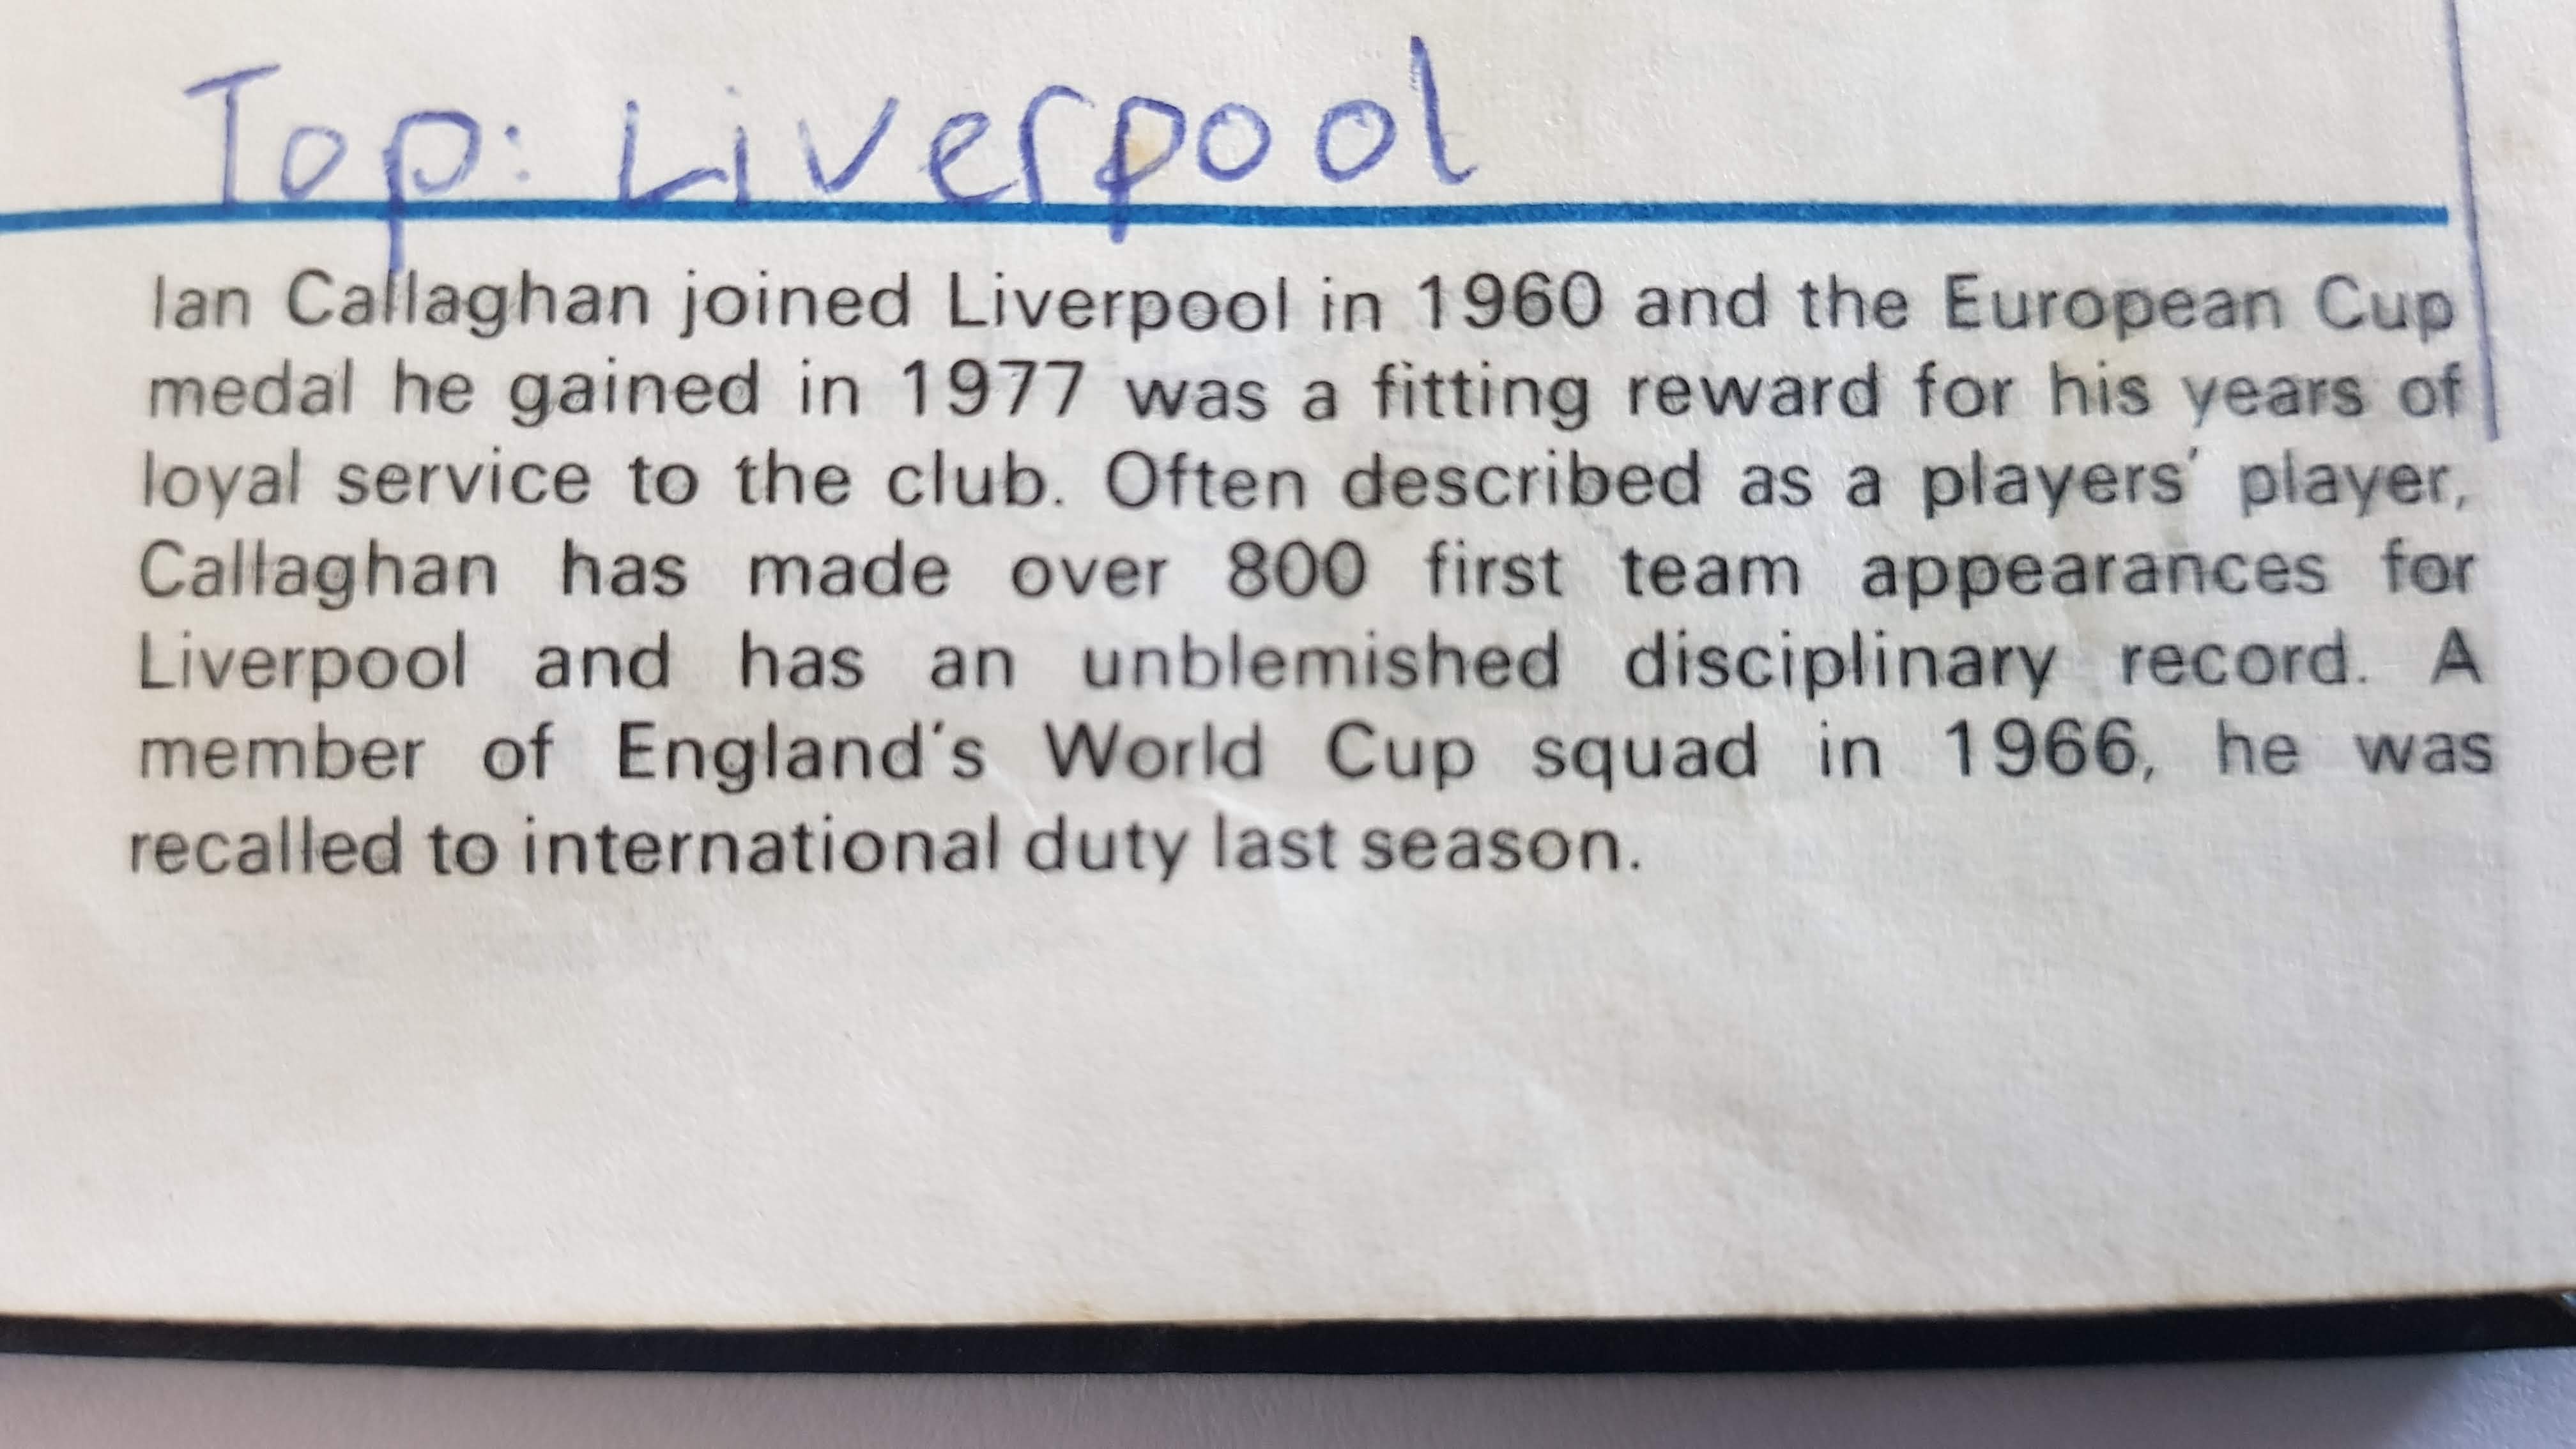 Top: Liverpool
Ian Callaghan joined Liverpool in 1960 and the European Cup
medal he gained in 1977 was a fitting reward for his years of
loyal service to the club. Often described as a players' player,
Callaghan has made over 800 first team appearances for
Liverpool and has an unblemished disciplinary record. A
member of England's World Cup squad in 1966, he was
recalled to international duty last season.